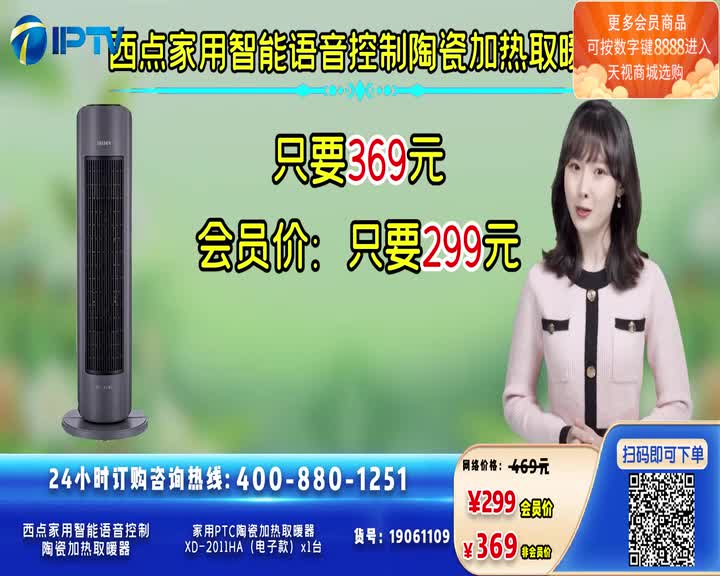 IPTV
西点家用智能语音控制陶瓷加热取暖
更多会员商品
可按数字键8888进入
天视商城选购
只要369元
会员价：只要299元
24小时订购咨询热线:400-880-1251
西点家用智能语音控制
陶瓷加热取暖器
家用PTC陶瓷加热取暖器
XD-2011HA（电子款）x1台
货号：19061109
网络价格：469元
¥299 会员价
¥369 非会员价
扫码即可下单